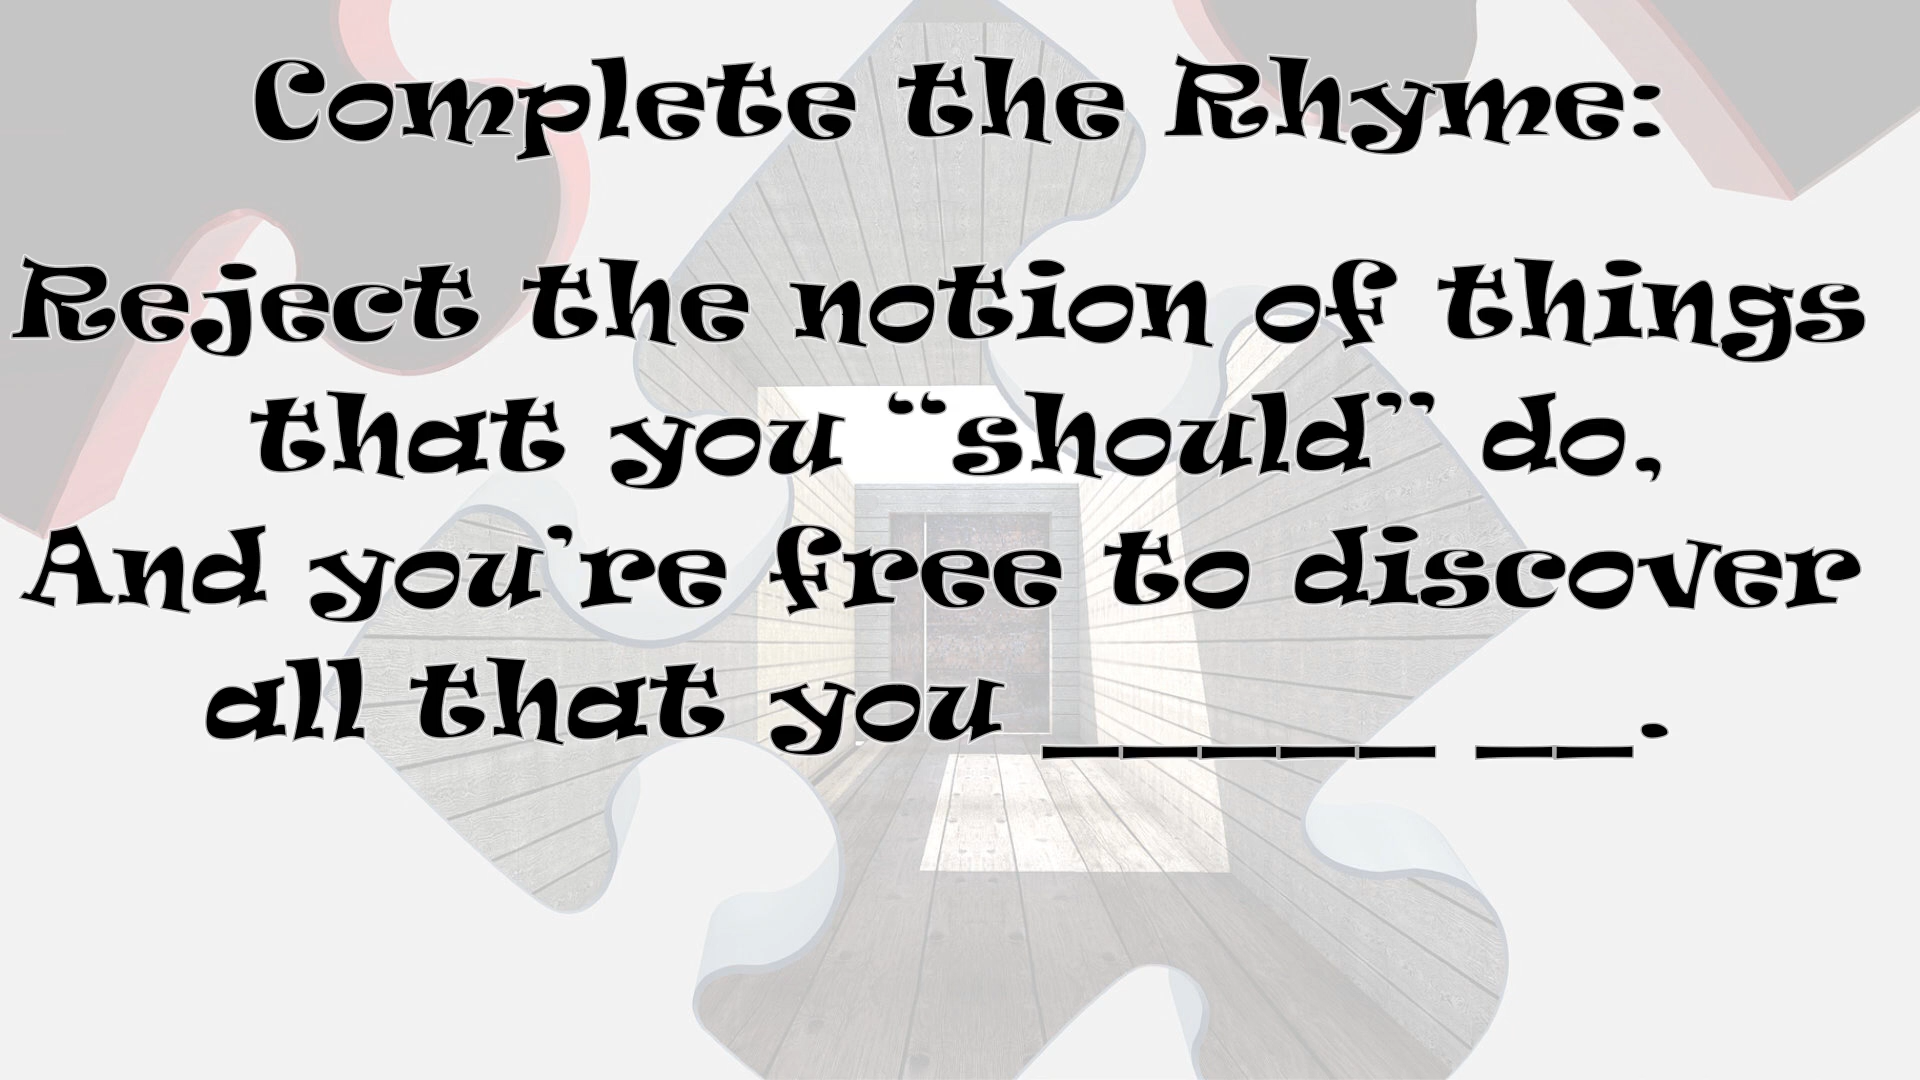 Complete the Rhyme:
Reject the notion of things
that you “should” do,
And you’re free to discover
all that you _____ __.